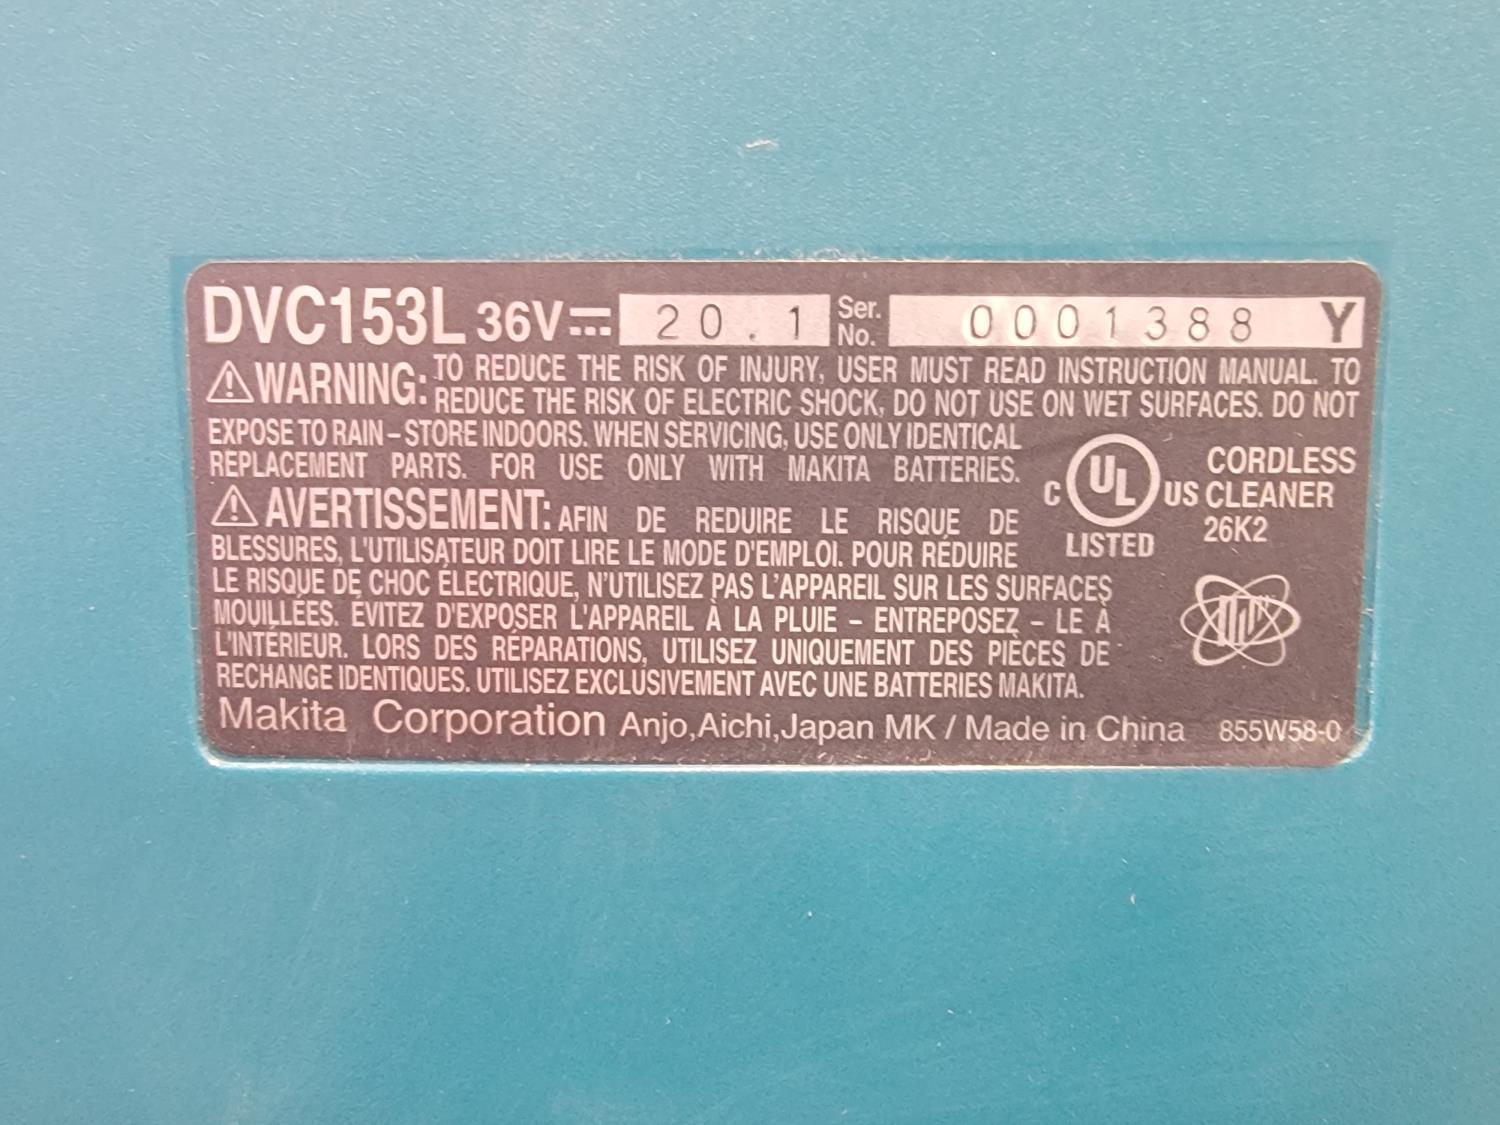 DVC153L 36V⎓ 20.1 Ser. No. 0001388 Y
⚠WARNING: TO REDUCE THE RISK OF INJURY, USER MUST READ INSTRUCTION MANUAL. TO
REDUCE THE RISK OF ELECTRIC SHOCK, DO NOT USE ON WET SURFACES. DO NOT
EXPOSE TO RAIN – STORE INDOORS. WHEN SERVICING, USE ONLY IDENTICAL
REPLACEMENT PARTS. FOR USE ONLY WITH MAKITA BATTERIES.
⚠AVERTISSEMENT: AFIN DE REDUIRE LE RISQUE DE
BLESSURES, L'UTILISATEUR DOIT LIRE LE MODE D'EMPLOI. POUR RÉDUIRE
LE RISQUE DE CHOC ÉLECTRIQUE, N'UTILISEZ PAS L'APPAREIL SUR LES SURFACES
MOUILLÉES. ÉVITEZ D'EXPOSER L'APPAREIL À LA PLUIE – ENTREPOSEZ – LE À
L'INTÉRIEUR. LORS DES RÉPARATIONS, UTILISEZ UNIQUEMENT DES PIÈCES DE
RECHANGE IDENTIQUES. UTILISEZ EXCLUSIVEMENT AVEC UNE BATTERIES MAKITA.
C UL US
LISTED
CORDLESS
CLEANER
26K2
Makita Corporation Anjo,Aichi,Japan MK / Made in China 855W58-0